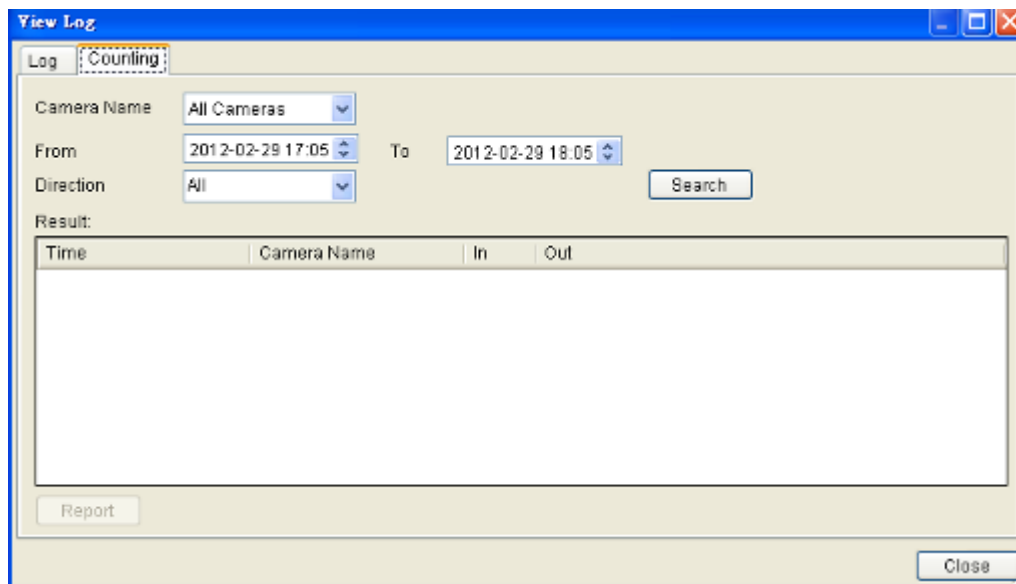 View Log
Log Counting
Camera Name All Cameras
From 2012-02-29 17:05 To 2012-02-29 18:05
Direction All Search
Result:
Time Camera Name In Out
Report
Close